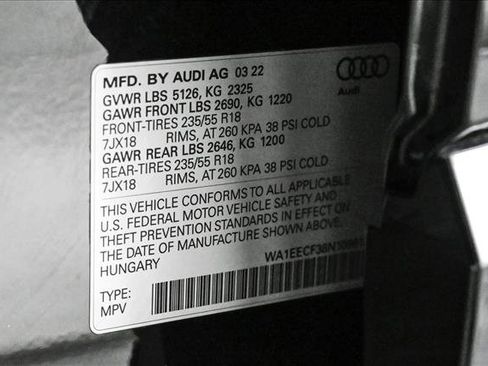 MFD. BY AUDI AG 03 22
GVWR LBS 5126, KG 2325
GAWR FRONT LBS 2690, KG 1220
FRONT-TIRES 235/55 R18
7JX18 RIMS, AT 260 KPA 38 PSI COLD
GAWR REAR LBS 2646, KG 1200
REAR-TIRES 235/55 R18
7JX18 RIMS, AT 260 KPA 38 PSI COLD
THIS VEHICLE CONFORMS TO ALL APPLICABLE
U.S. FEDERAL MOTOR VEHICLE SAFETY AND
THEFT PREVENTION STANDARDS IN EFFECT ON
THE DATE OF MANUFACTURE SHOWN ABOVE.
HUNGARY
TYPE:
MPV
Audi